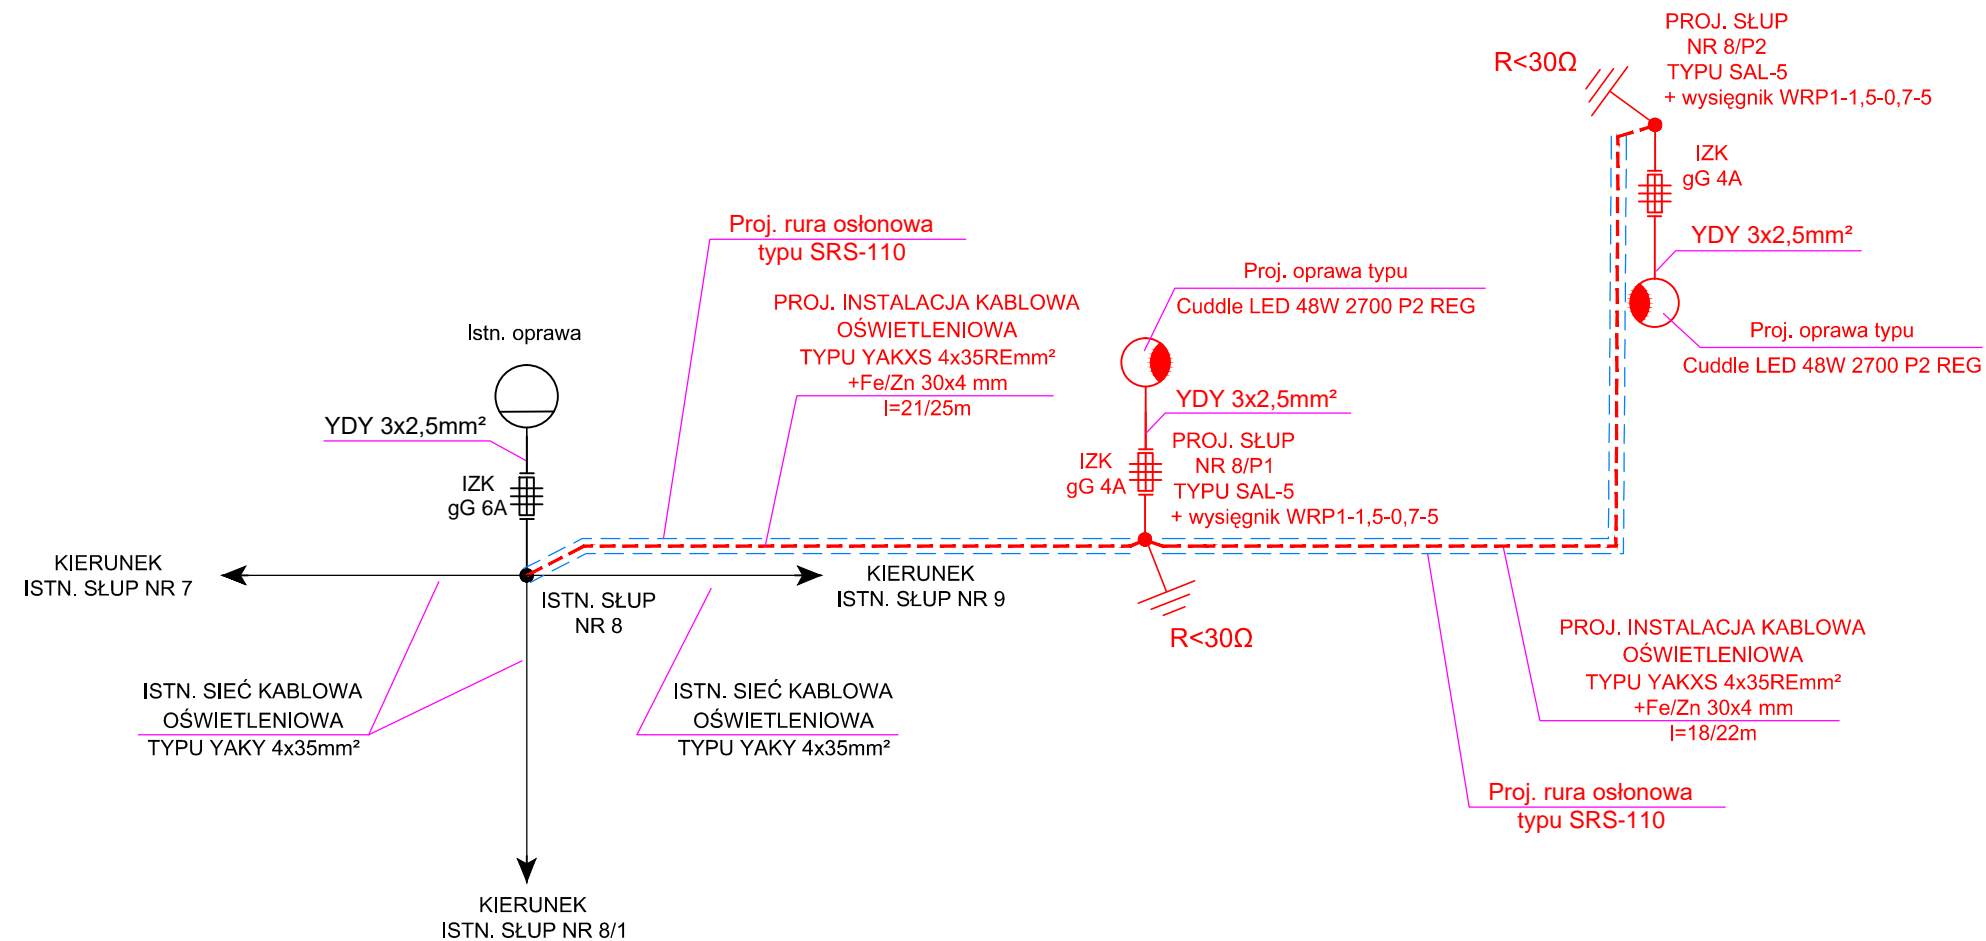 PROJ. SŁUP
NR 8/P2
TYPU SAL-5
+ wysięgnik WRP1-1,5-0,7-5
R<30Ω
IZK
gG 4A
YDY 3x2,5mm²
Proj. oprawa typu
Cuddle LED 48W 2700 P2 REG
Proj. rura osłonowa
typu SRS-110
PROJ. INSTALACJA KABLOWA
OŚWIETLENIOWA
TYPU YAKXS 4x35REmm²
+Fe/Zn 30x4 mm
l=21/25m
Proj. oprawa typu
Cuddle LED 48W 2700 P2 REG
YDY 3x2,5mm²
PROJ. SŁUP
NR 8/P1
TYPU SAL-5
+ wysięgnik WRP1-1,5-0,7-5
IZK
gG 4A
R<30Ω
Istn. oprawa
YDY 3x2,5mm²
IZK
gG 6A
KIERUNEK
ISTN. SŁUP NR 7
ISTN. SŁUP
NR 8
KIERUNEK
ISTN. SŁUP NR 9
ISTN. SIEĆ KABLOWA
OŚWIETLENIOWA
TYPU YAKY 4x35mm²
ISTN. SIEĆ KABLOWA
OŚWIETLENIOWA
TYPU YAKY 4x35mm²
PROJ. INSTALACJA KABLOWA
OŚWIETLENIOWA
TYPU YAKXS 4x35REmm²
+Fe/Zn 30x4 mm
l=18/22m
Proj. rura osłonowa
typu SRS-110
KIERUNEK
ISTN. SŁUP NR 8/1